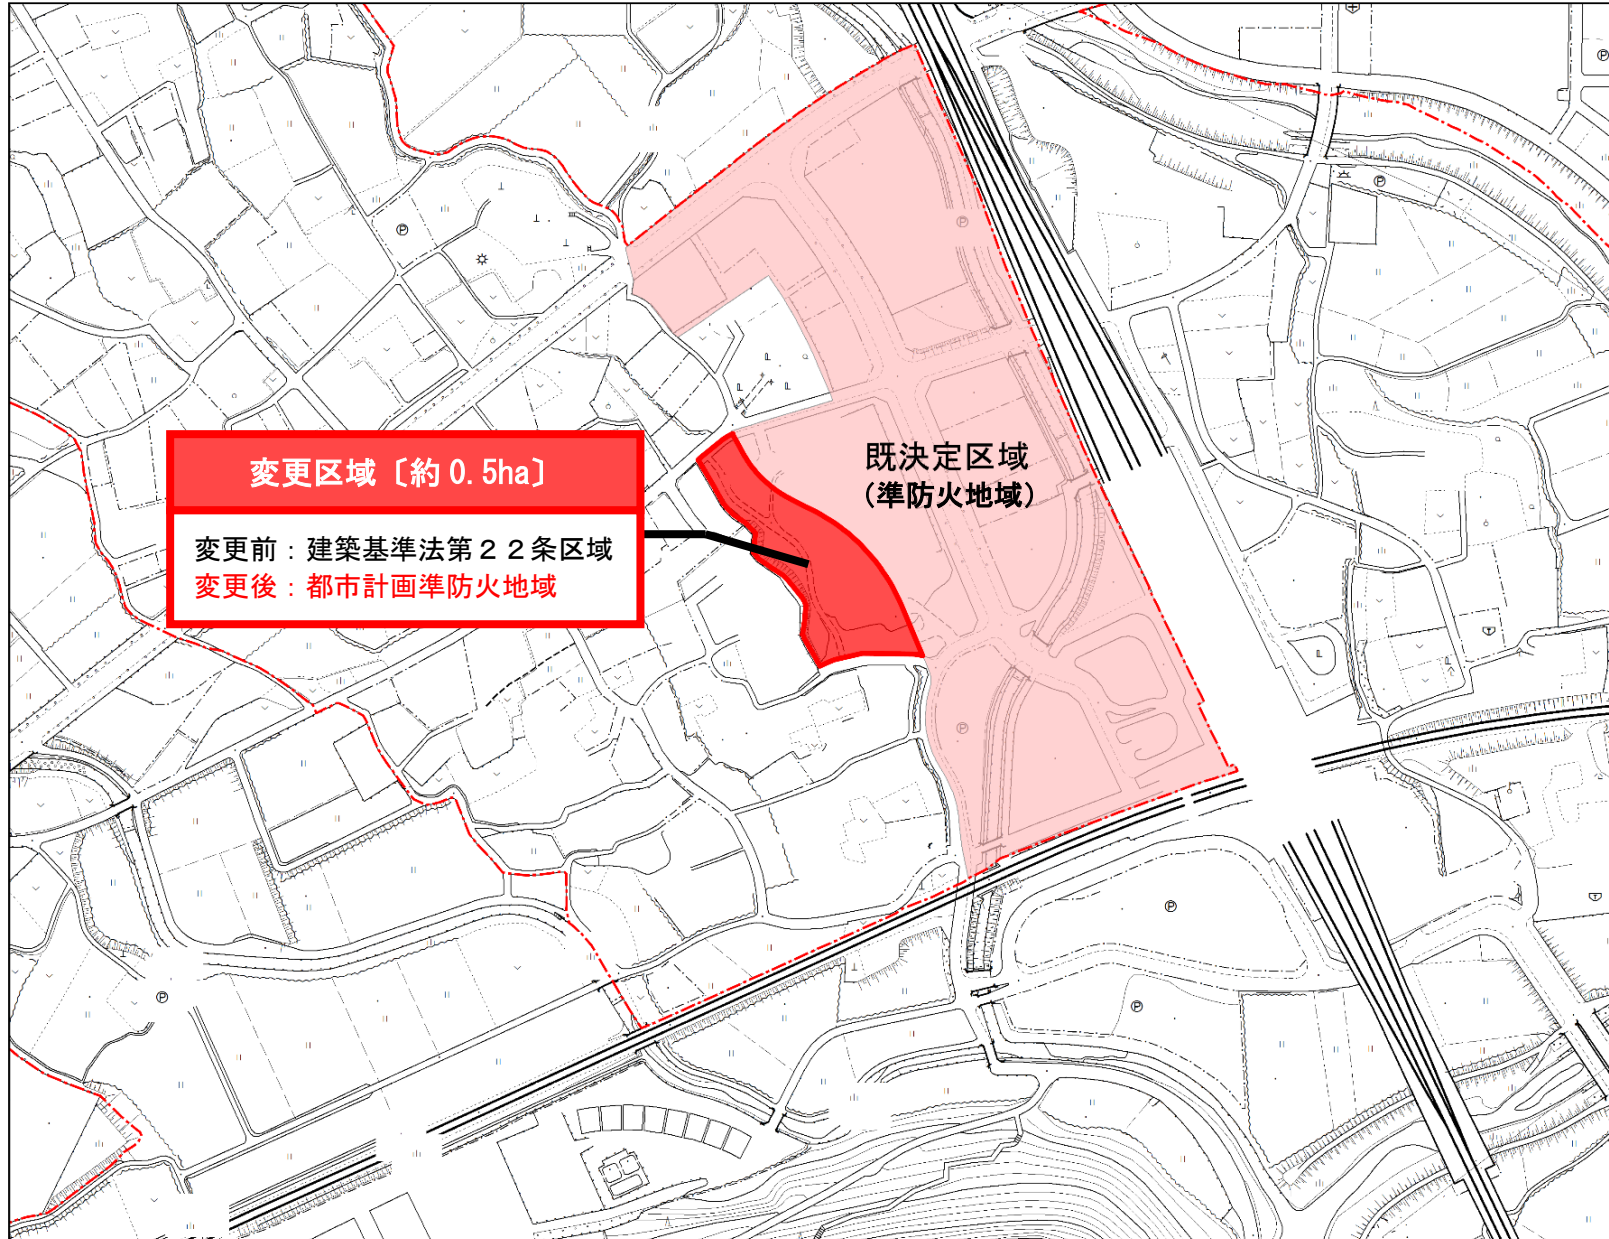 既決定区域
(準防火地域)
変更区域〔約0.5ha〕
変更前：建築基準法第２２条区域
変更後：都市計画準防火地域